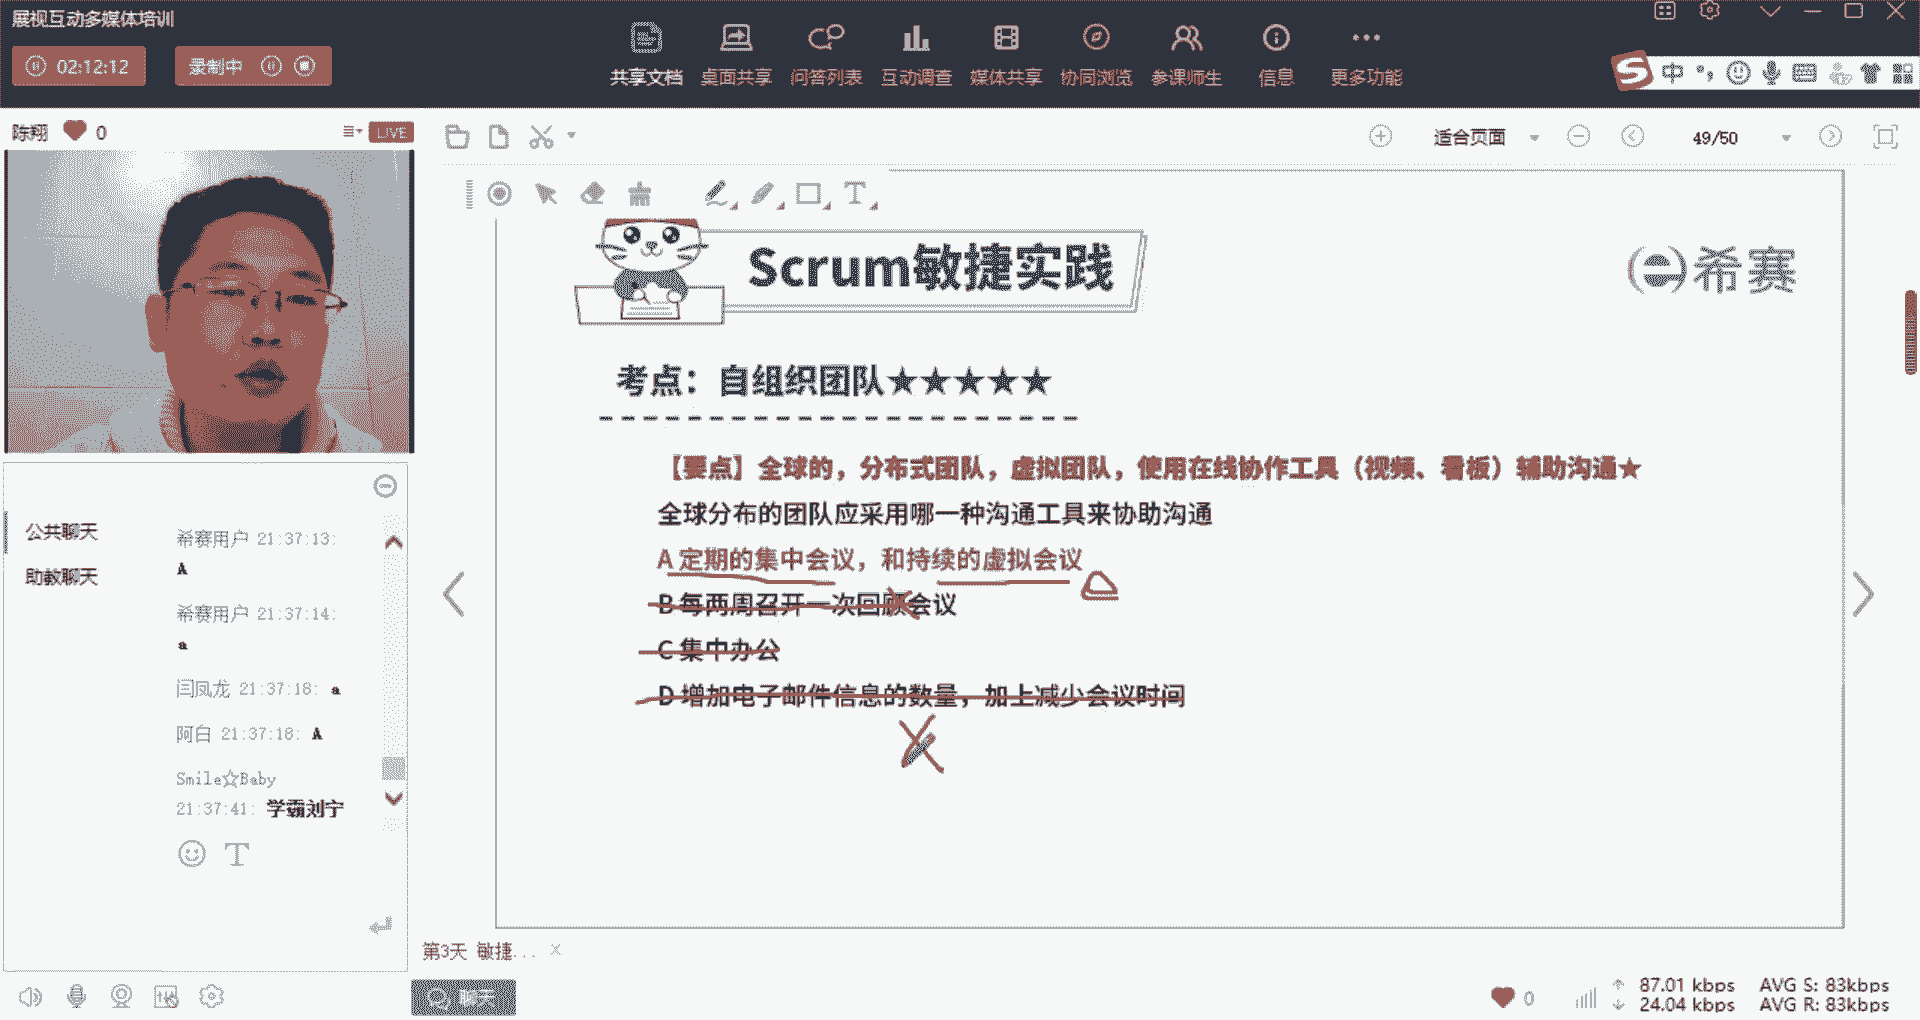 展视互动多媒体培训
02:12:12
录制中
共享文档 桌面共享 问答列表 互动调查 媒体共享 协同浏览 参课师生 信息 更多功能
中
陈翔 0
LIVE
适合页面
49/50
Scrum敏捷实践
希赛
考点：自组织团队★★★★★
【要点】全球的，分布式团队，虚拟团队，使用在线协作工具（视频、看板）辅助沟通★
全球分布的团队应采用哪一种沟通工具来协助沟通
A 定期的集中会议，和持续的虚拟会议
B 每两周召开一次回顾会议
C 集中办公
D 增加电子邮件信息的数量，加上减少会议时间
公共聊天
助教聊天
希赛用户 21:37:13:
A
希赛用户 21:37:14:
a
闫凤龙 21:37:18: a
阿白 21:37:18: A
Smile☆Baby
21:37:41: 学霸刘宁
第3天 敏捷...
聊天
0
87.01 kbps AVG S: 83kbps
24.04 kbps AVG R: 83kbps